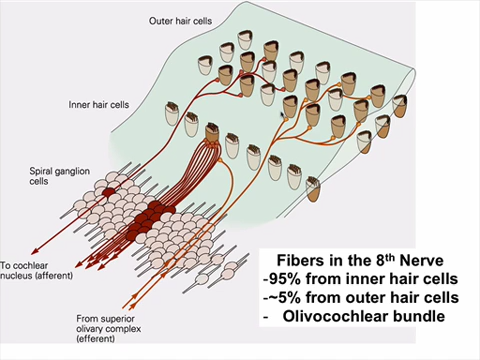 Outer hair cells
Inner hair cells
Spiral ganglion
cells
To cochlear
nucleus (afferent)
From superior
olivary complex
(efferent)
Fibers in the 8th Nerve
-95% from inner hair cells
-~5% from outer hair cells
- Olivocochlear bundle